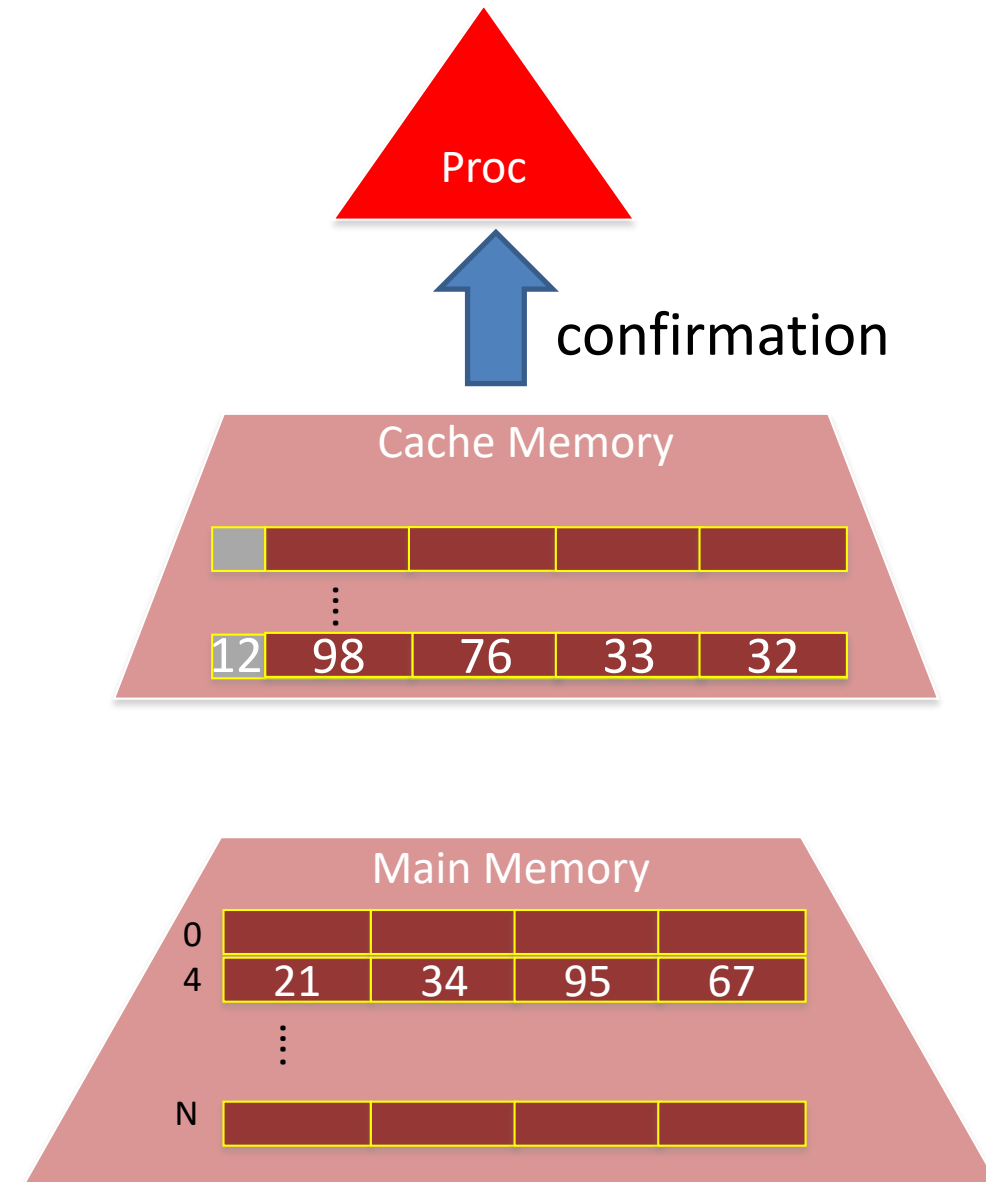 Proc
confirmation
Cache Memory
12 98 76 33 32
Main Memory
0
4 21 34 95 67
N